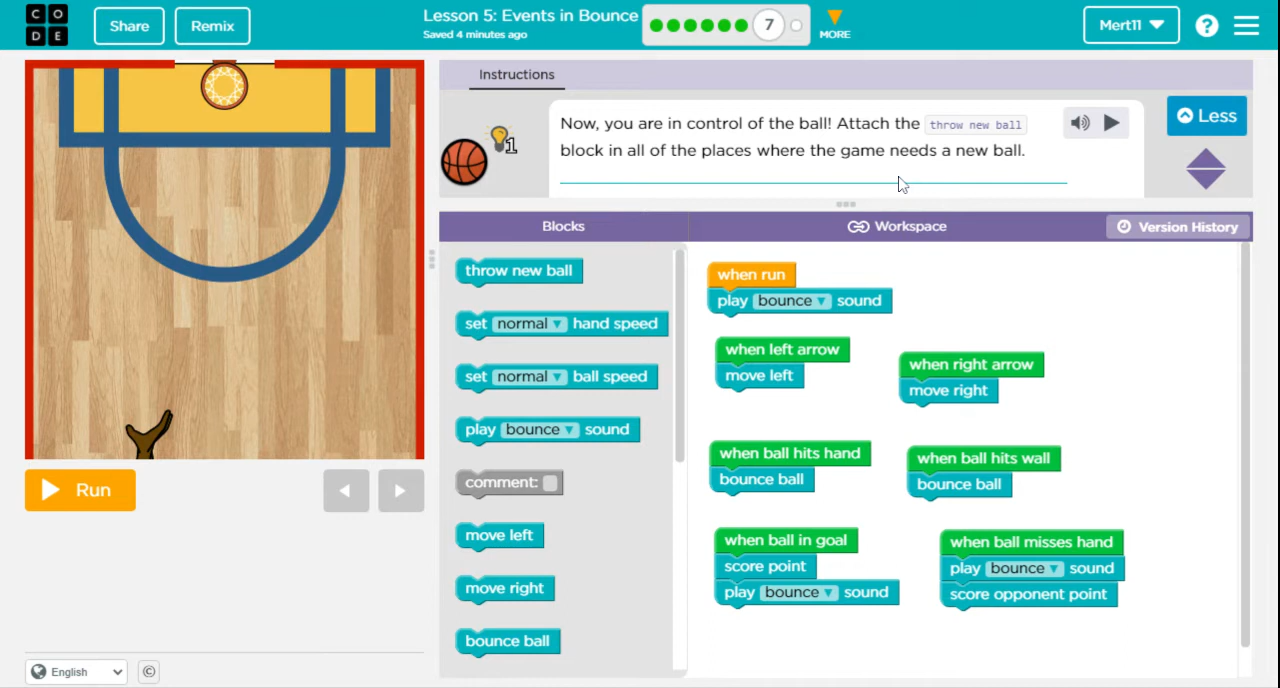 CODE
Share
Remix
Lesson 5: Events in Bounce
Saved 4 minutes ago
7
MORE
Mert11
?
Instructions
1
Now, you are in control of the ball! Attach the throw new ball
block in all of the places where the game needs a new ball.
Less
Blocks
Workspace
Version History
throw new ball
set normal hand speed
set normal ball speed
play bounce sound
comment:
move left
move right
bounce ball
when run
play bounce sound
when left arrow
move left
when right arrow
move right
when ball hits hand
bounce ball
when ball hits wall
bounce ball
when ball in goal
score point
play bounce sound
when ball misses hand
play bounce sound
score opponent point
Run
English
©